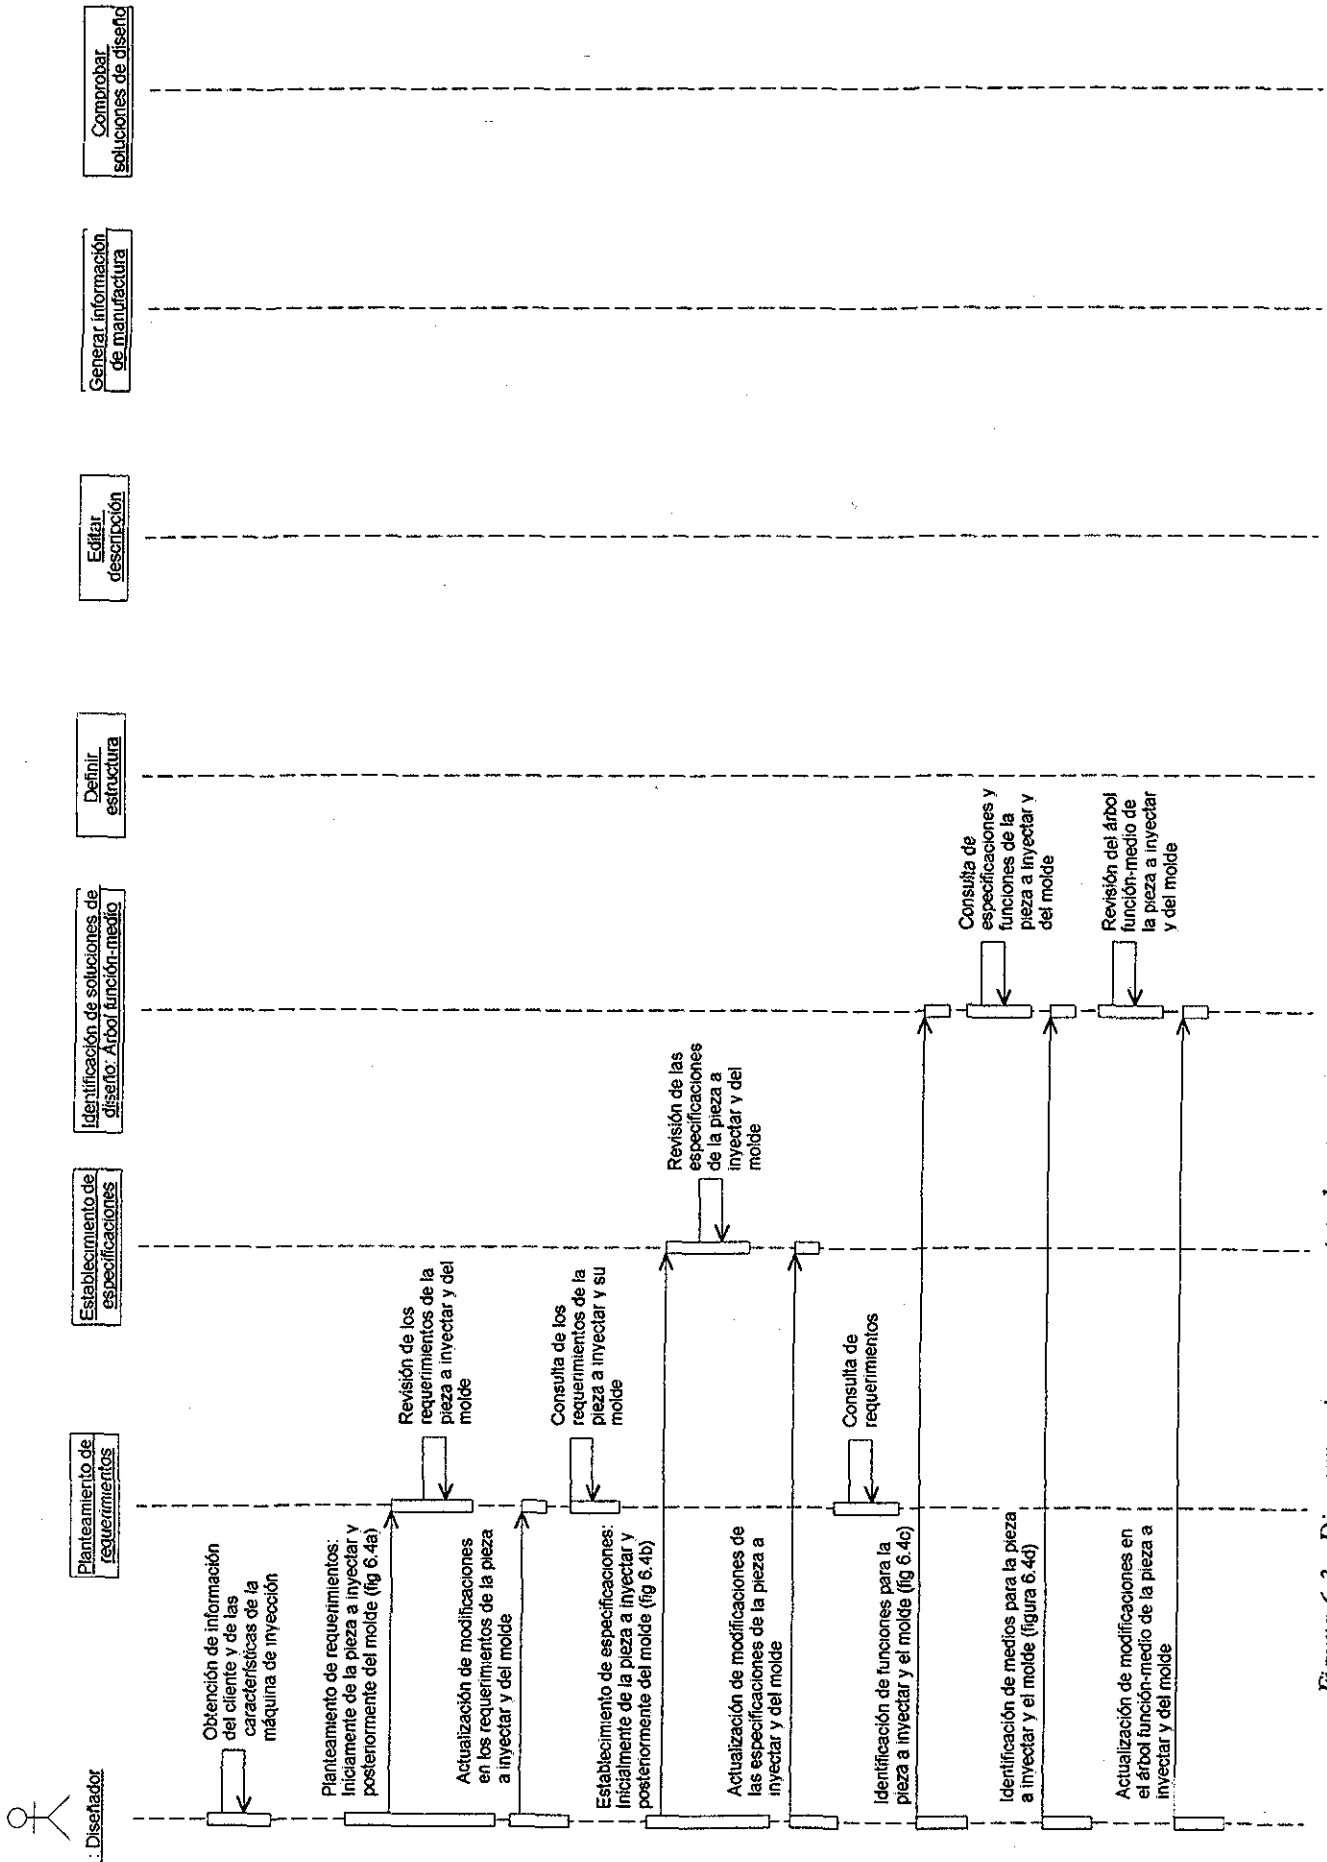 : Diseñador
Planteamiento de
requerimientos
Establecimiento de
especificaciones
Identificación de soluciones de
diseño: Árbol función-medio
Definir
estructura
Editar
descripción
Generar información
de manufactura
Comprobar
soluciones de diseño
Obtención de información
del cliente y de las
características de la
máquina de inyección
Planteamiento de requerimientos:
Iniciamente de la pieza a inyectar y
posteriormente del molde (fig 6.4a)
Revisión de los
requerimientos de la
pieza a inyectar y del
molde
Actualización de modificaciones
en los requerimientos de la pieza
a inyectar y del molde
Consulta de los
requerimientos de la
pieza a inyectar y su
molde
Establecimiento de especificaciones:
Inicialmente de la pieza a inyectar y
posteriormente del molde (fig 6.4b)
Revisión de las
especificaciones
de la pieza a
inyectar y del
molde
Actualización de modificaciones de
las especificaciones de la pieza a
inyectar y del molde
Consulta de
requerimientos
Identificación de funciones para la
pieza a inyectar y el molde (fig 6.4c)
Consulta de
especificaciones y
funciones de la
pieza a inyectar y
del molde
Identificación de medios para la pieza
a inyectar y el molde (figura 6.4d)
Revisión del árbol
función-medio de
la pieza a inyectar
y del molde
Actualización de modificaciones en
el árbol función-medio de la pieza a
inyectar y del molde
Figura 6.3